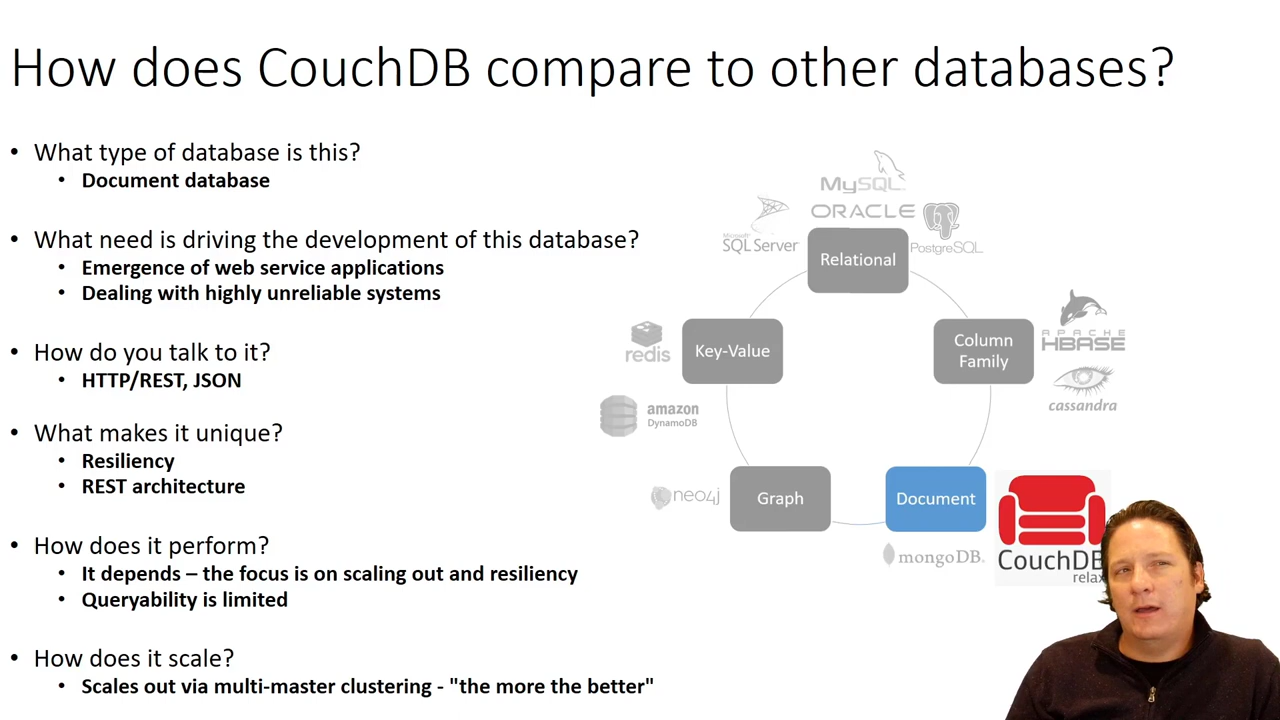 How does CouchDB compare to other databases?
• What type of database is this?
• Document database
• What need is driving the development of this database?
• Emergence of web service applications
• Dealing with highly unreliable systems
• How do you talk to it?
• HTTP/REST, JSON
• What makes it unique?
• Resiliency
• REST architecture
• How does it perform?
• It depends – the focus is on scaling out and resiliency
• Queryability is limited
• How does it scale?
• Scales out via multi-master clustering - "the more the better"
MySQL
ORACLE
Microsoft
SQL Server
PostgreSQL
Relational
redis
Key-Value
amazon
DynamoDB
Column
Family
APACHE
HBASE
cassandra
neo4j
Graph
Document
mongoDB
CouchDB
relax